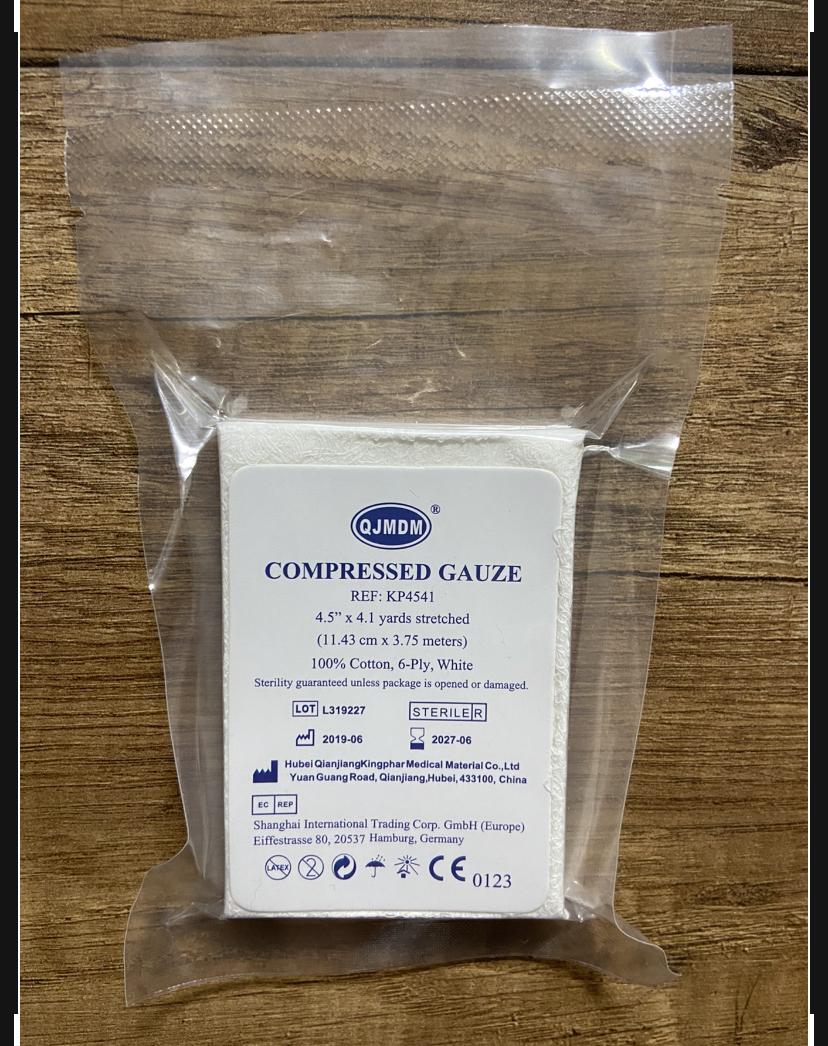 QJMDM®
COMPRESSED GAUZE
REF: KP4541
4.5” x 4.1 yards stretched
(11.43 cm x 3.75 meters)
100% Cotton, 6-Ply, White
Sterility guaranteed unless package is opened or damaged.
LOT L319227 STERILE R
2019-06 2027-06
Hubei QianjiangKingphar Medical Material Co.,Ltd
Yuan Guang Road, Qianjiang,Hubei, 433100, China
EC REP
Shanghai International Trading Corp. GmbH (Europe)
Eiffestrasse 80, 20537 Hamburg, Germany
LATEX 2 CE 0123